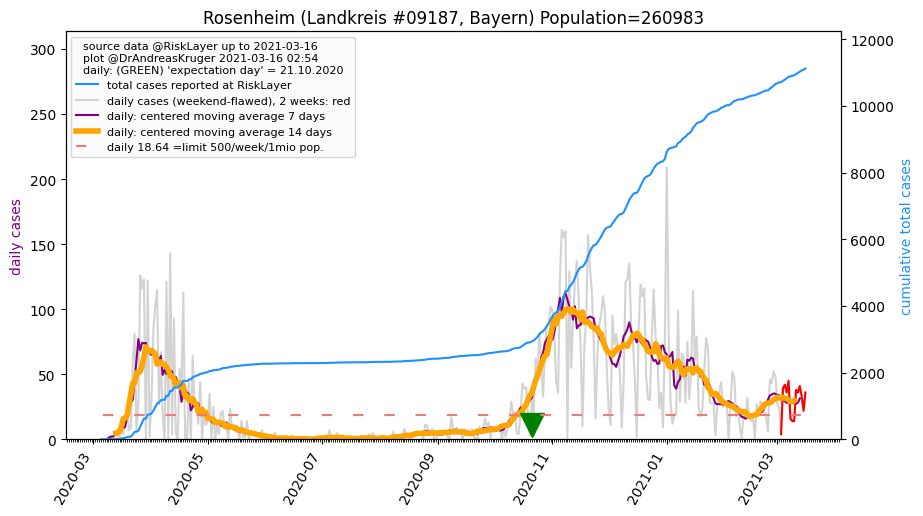 Rosenheim (Landkreis #09187, Bayern) Population=260983
source data @RiskLayer up to 2021-03-16
plot @DrAndreasKruger 2021-03-16 02:54
daily: (GREEN) 'expectation day' = 21.10.2020
total cases reported at RiskLayer
daily cases (weekend-flawed), 2 weeks: red
daily: centered moving average 7 days
daily: centered moving average 14 days
daily 18.64 =limit 500/week/1mio pop.
daily cases
300
250
200
150
100
50
0
cumulative total cases
12000
10000
8000
6000
4000
2000
0
2020-03
2020-05
2020-07
2020-09
2020-11
2021-01
2021-03